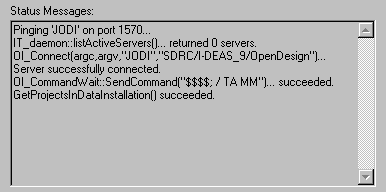 Status Messages:
Pinging 'JODI' on port 1570...
IT_daemon::listActiveServers()... returned 0 servers.
OI_Connect(argc,argv,"JODI","SDRC/I-DEAS_9/OpenDesign")...
Server successfully connected.
OI_CommandWait::SendCommand("$$$$; / TA MM")... succeeded.
GetProjectsInDataInstallation() succeeded.